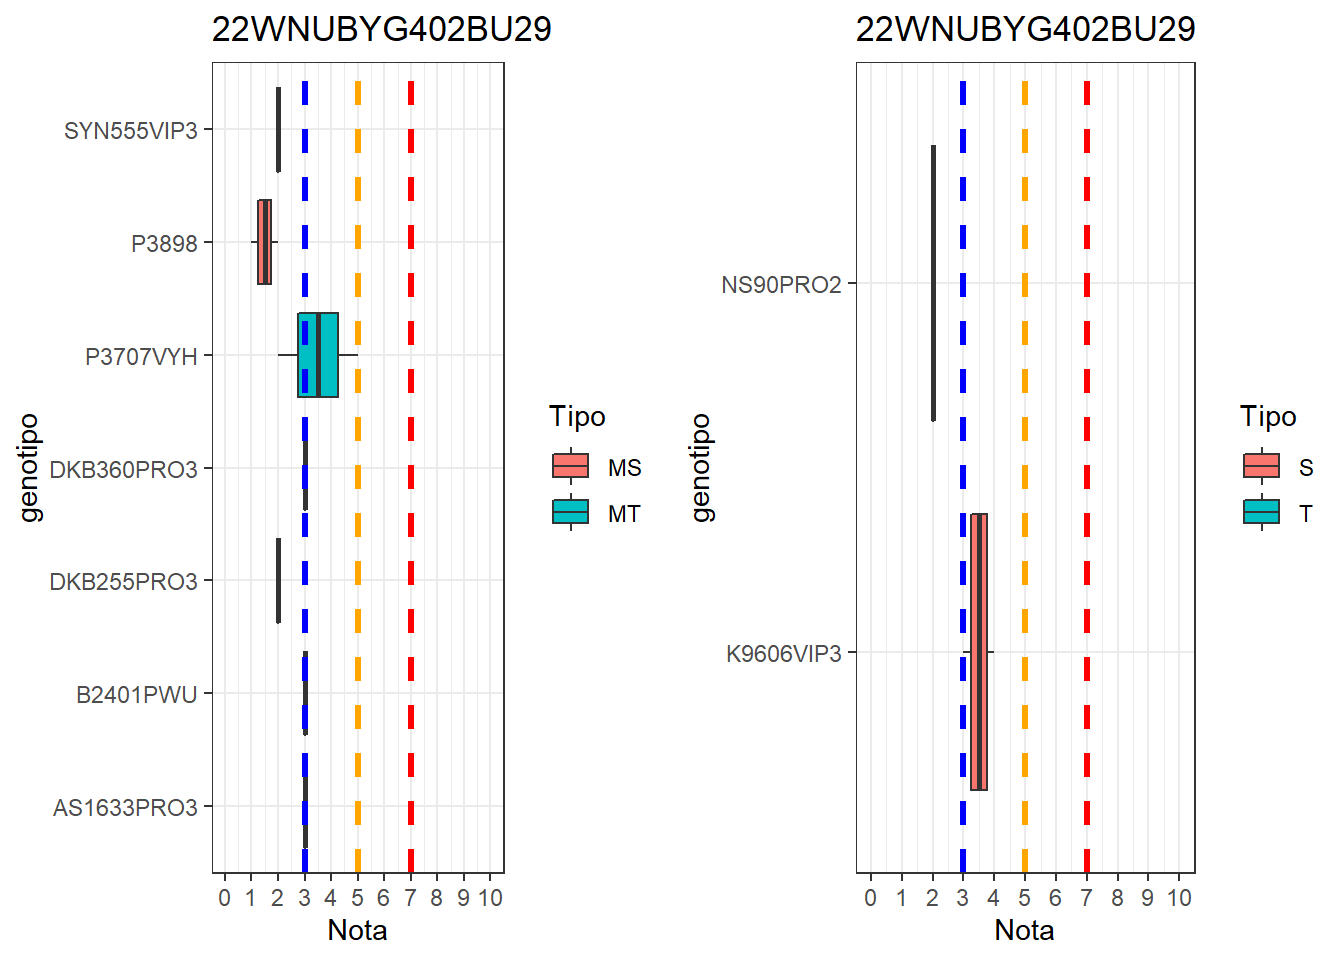 22WNUBYG402BU29
SYN555VIP3
P3898
P3707VYH
DKB360PRO3
DKB255PRO3
B2401PWU
AS1633PRO3
genotipo
0 1 2 3 4 5 6 7 8 9 10
Nota
Tipo
MS
MT
22WNUBYG402BU29
NS90PRO2
K9606VIP3
genotipo
0 1 2 3 4 5 6 7 8 9 10
Nota
Tipo
S
T